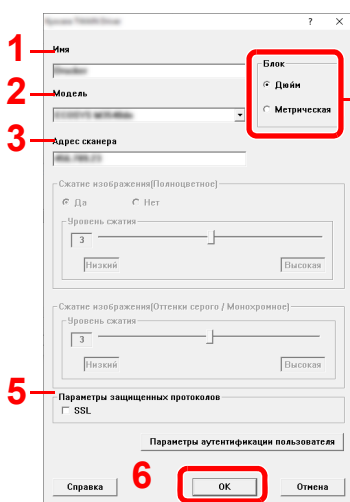 ? ×
1 Имя
Блок
Дюйм
Метрическая
2 Модель
3 Адрес сканера
Сжатие изображения(Полноцветное)
Да Нет
Уровень сжатия
3
Низкий Высокая
Сжатие изображения(Оттенки серого / Монохромное)
Уровень сжатия
3
Низкий Высокая
5 Параметры защищенных протоколов
SSL
Параметры аутентификации пользователя
6
Справка OK Отмена